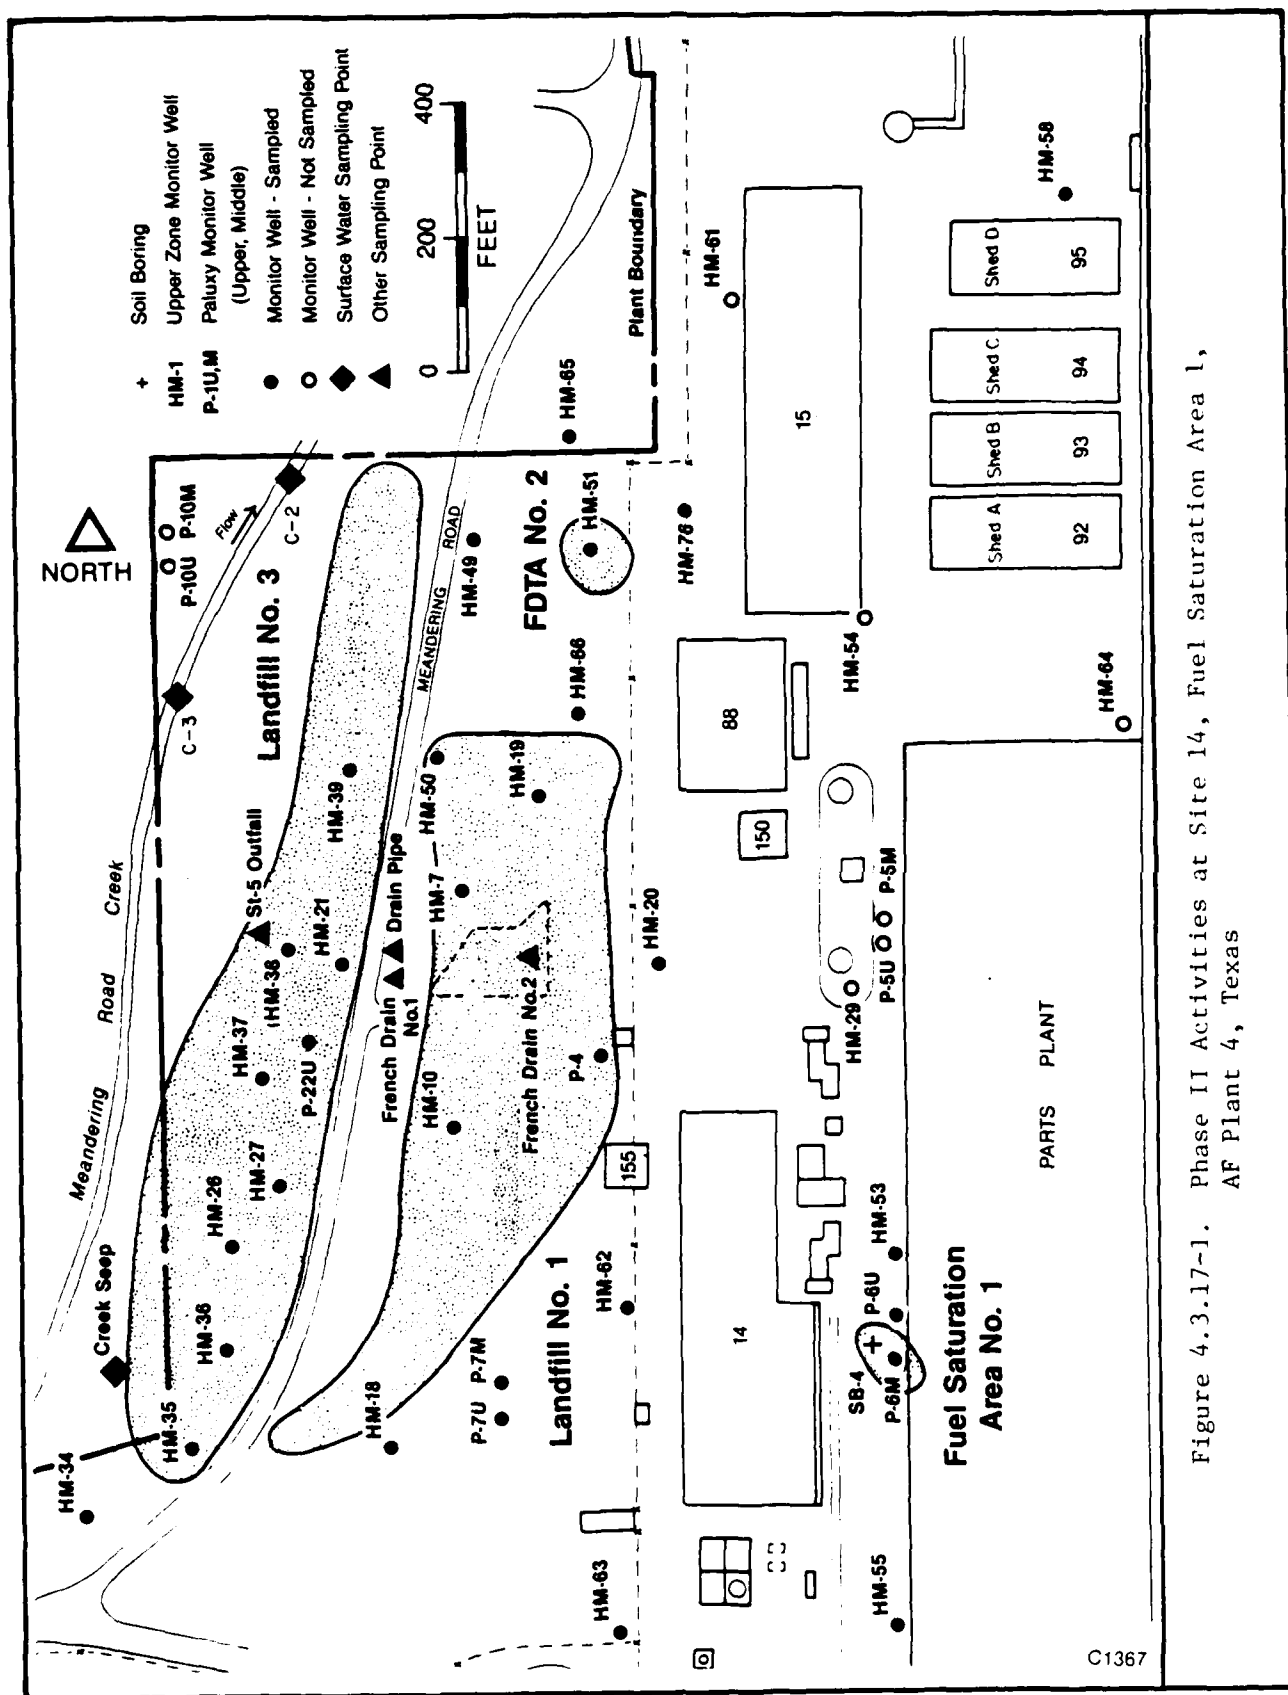 Soil Boring
HM-1 Upper Zone Monitor Well
P-1U,M Paluxy Monitor Well
(Upper, Middle)
Monitor Well - Sampled
Monitor Well - Not Sampled
Surface Water Sampling Point
Other Sampling Point
0 200 400
FEET
NORTH
Meandering Road Creek
Creek Seep
HM-34
HM-35
HM-36
HM-26
HM-27
HM-37
P-22U
HM-38
HM-21
St-5 Outfall
HM-39
Landfill No. 3
C-3
C-2
Flow
P-10U
P-10M
MEANDERING ROAD
French Drain
No.1
Drain Pipe
HM-18
HM-10
HM-7
HM-50
HM-19
French Drain No.2
P-4
P-7U
P-7M
Landfill No. 1
HM-49
FDTA No. 2
HM-51
HM-66
HM-65
Plant Boundary
HM-63
HM-62
155
HM-20
HM-76
HM-61
14
150
88
15
HM-54
HM-29
P-5U
P-5M
SB-4
P-6M
P-6U
HM-53
HM-55
Fuel Saturation
Area No. 1
PARTS PLANT
HM-64
Shed A
92
Shed B
93
Shed C
94
Shed D
95
HM-58
C1367
Figure 4.3.17-1. Phase II Activities at Site 14, Fuel Saturation Area 1,
AF Plant 4, Texas